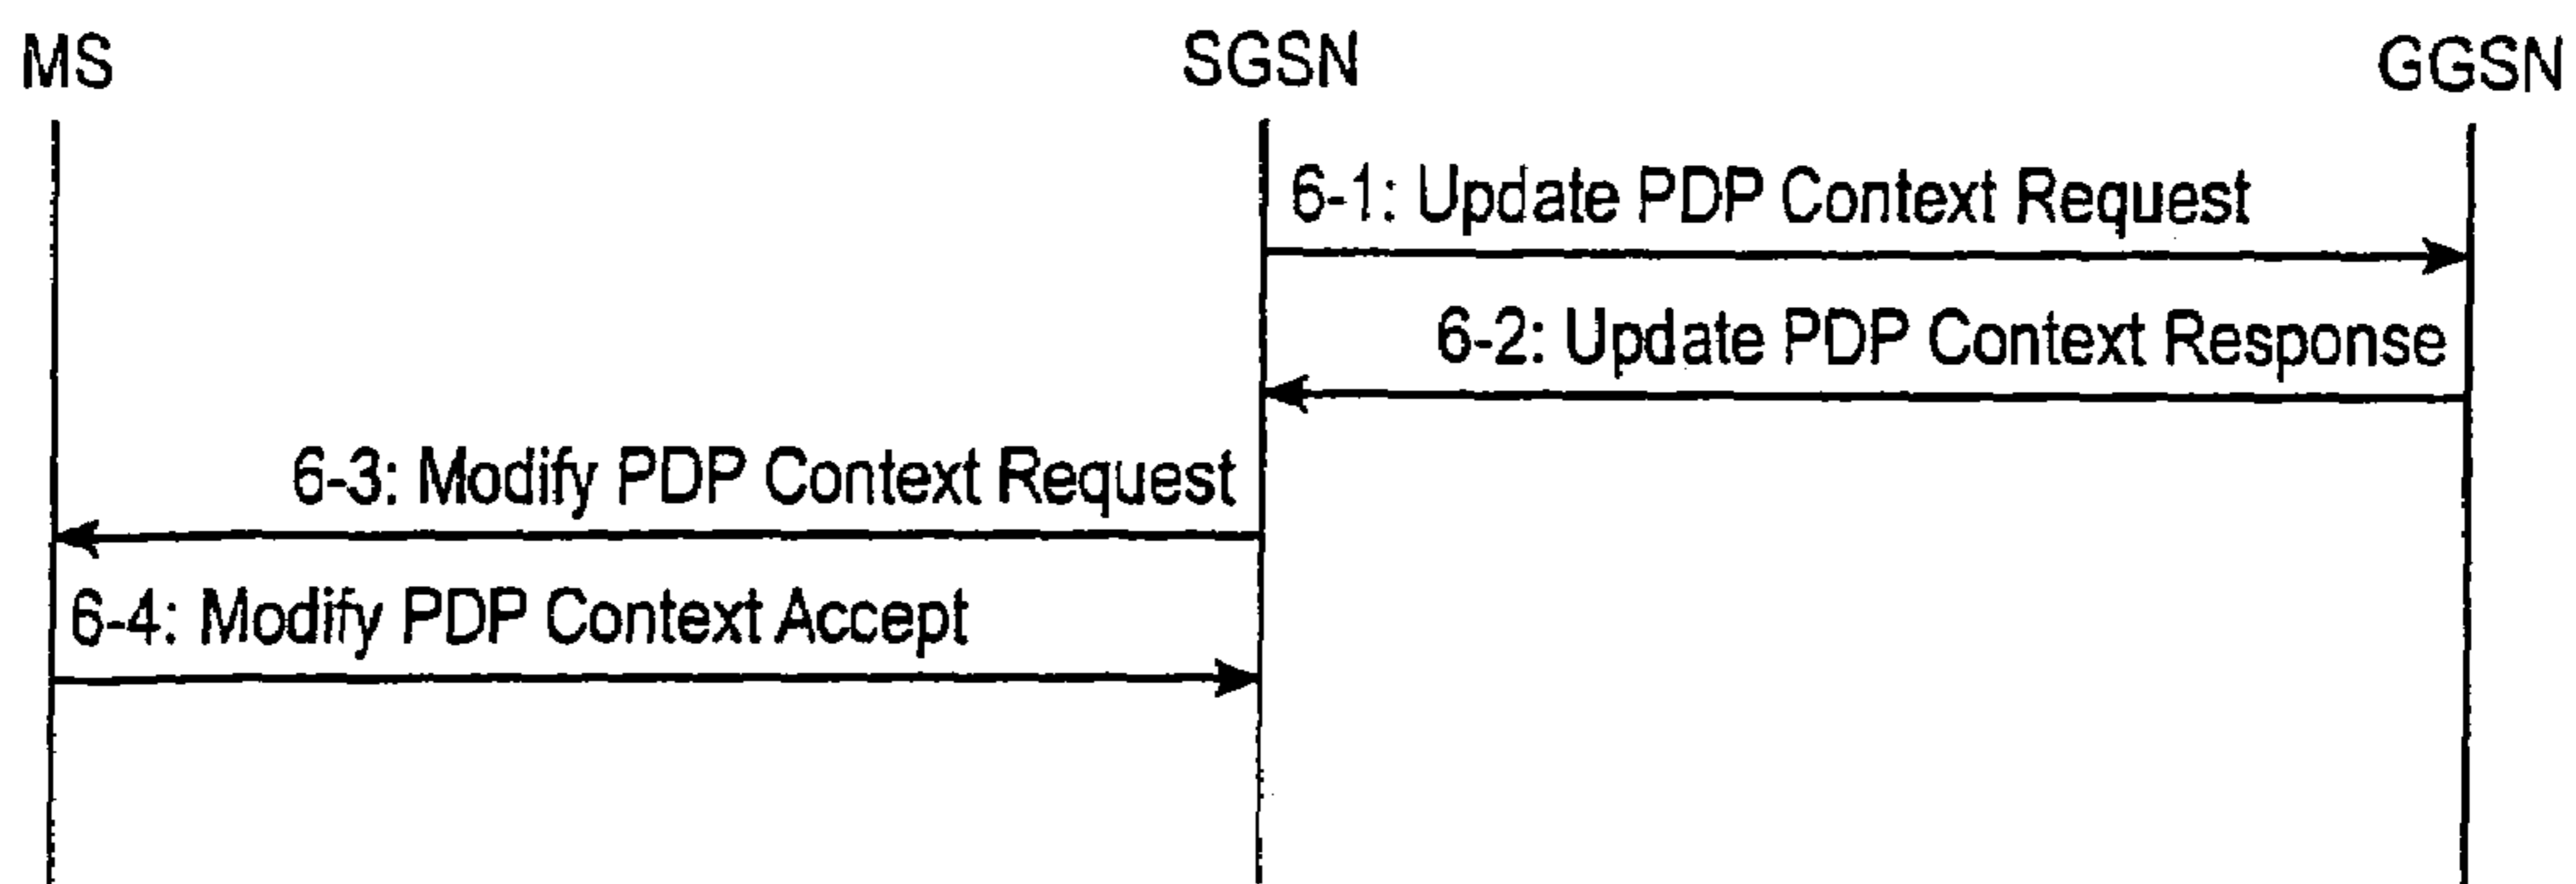 MS SGSN GGSN
6-1: Update PDP Context Request
6-2: Update PDP Context Response
6-3: Modify PDP Context Request
6-4: Modify PDP Context Accept